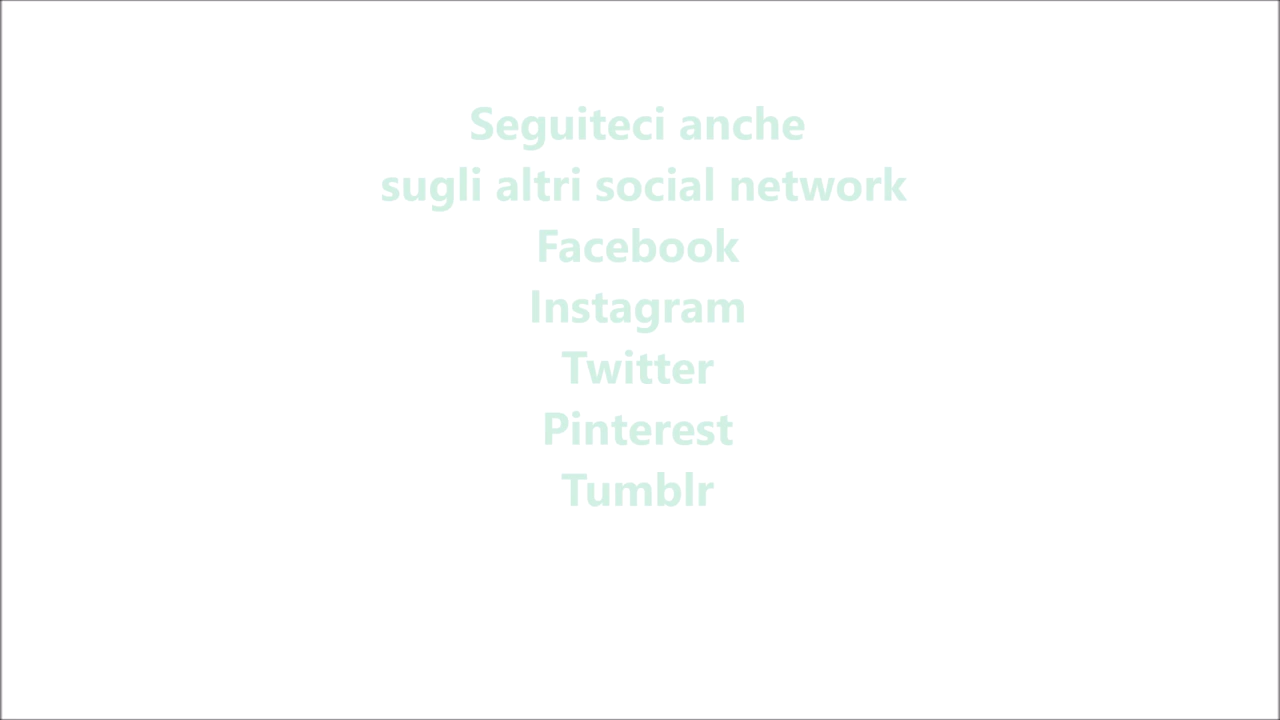 Seguiteci anche
sugli altri social network
Facebook
Instagram
Twitter
Pinterest
Tumblr